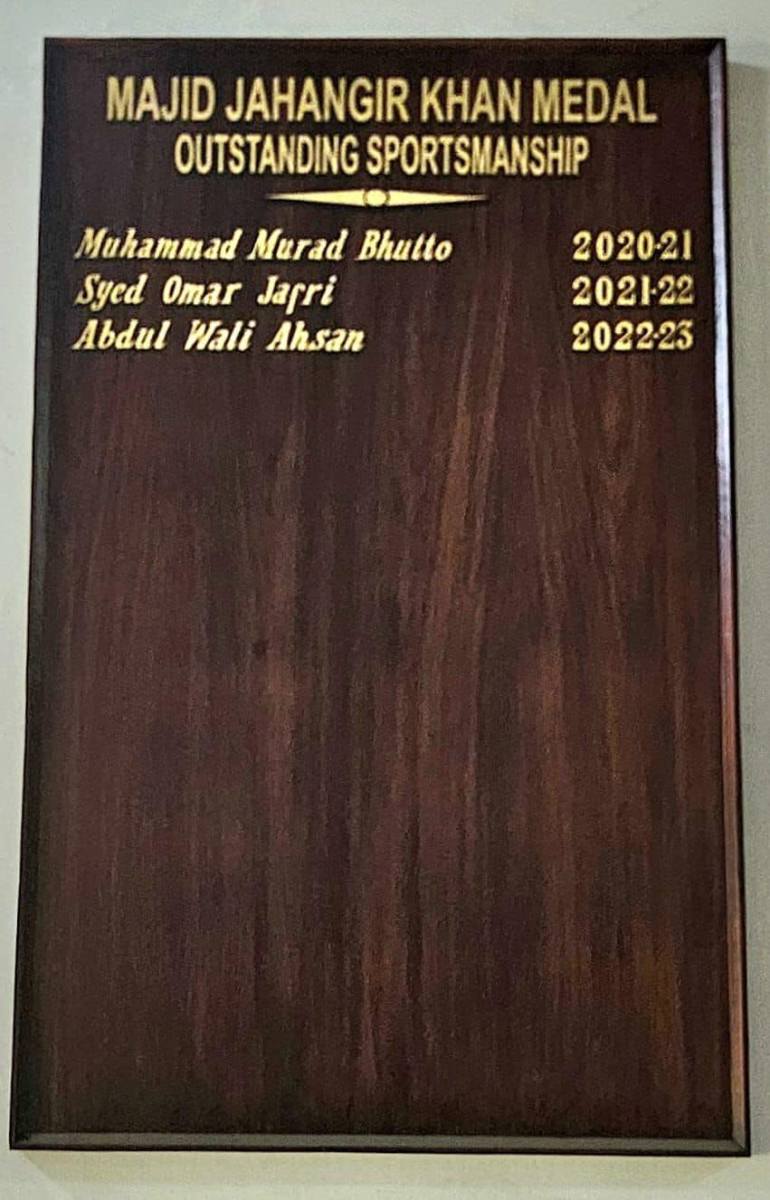 MAJID JAHANGIR KHAN MEDAL
OUTSTANDING SPORTSMANSHIP
Muhammad Murad Bhutto 2020-21
Syed Omar Jafri 2021-22
Abdul Wali Ahsan 2022-23